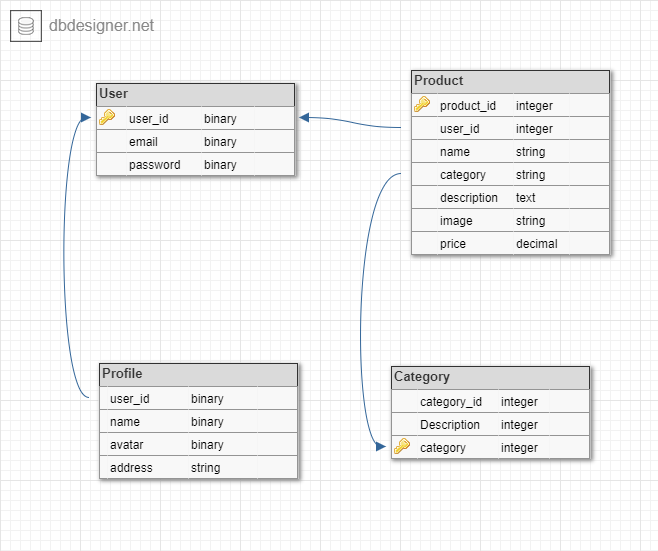 dbdesigner.net
User
user_id binary
email binary
password binary
Product
product_id integer
user_id integer
name string
category string
description text
image string
price decimal
Profile
user_id binary
name binary
avatar binary
address string
Category
category_id integer
Description integer
category integer